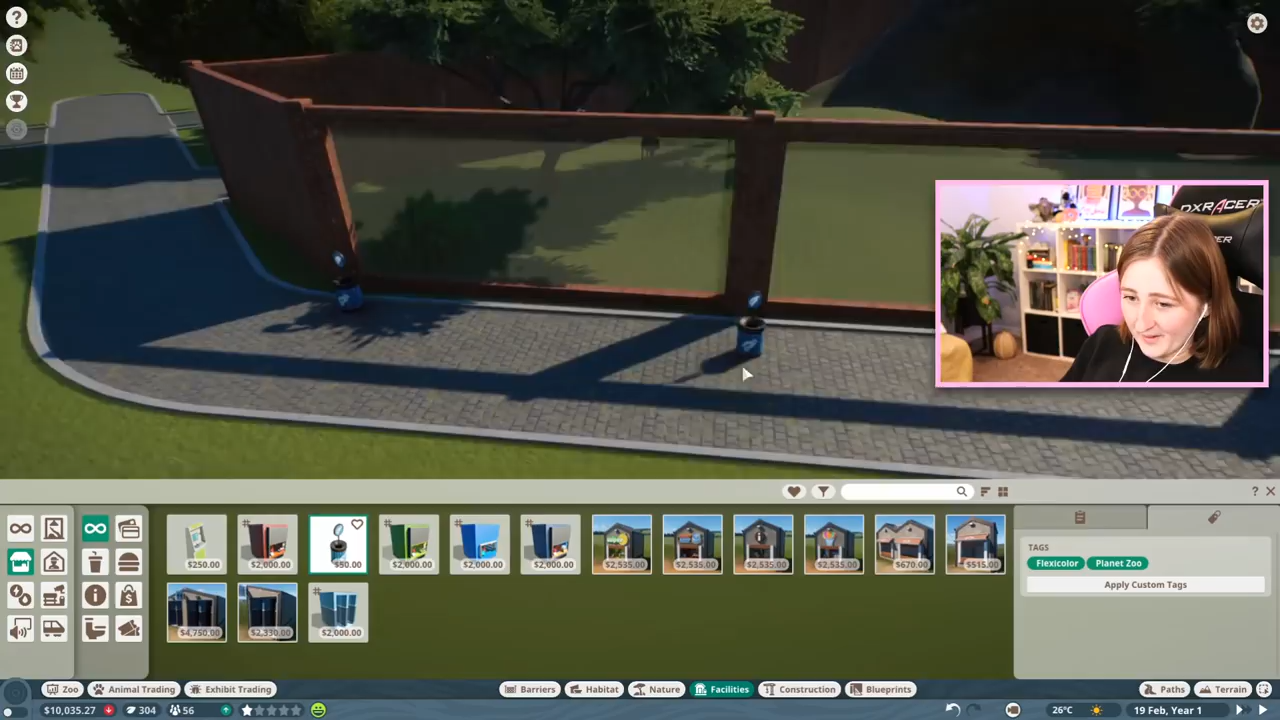 ?
DXRACER
ER
? ×
$250.00
$2,000.00
$50.00
$2,000.00
$2,000.00
$2,000.00
$2,535.00
$2,535.00
$2,535.00
$2,535.00
$670.00
$515.00
$4,750.00
$2,330.00
$2,000.00
TAGS
Flexicolor
Planet Zoo
Apply Custom Tags
Zoo
Animal Trading
Exhibit Trading
Barriers
Habitat
Nature
Facilities
Construction
Blueprints
Paths
Terrain
$10,035.27
304
56
26°C
19 Feb, Year 1